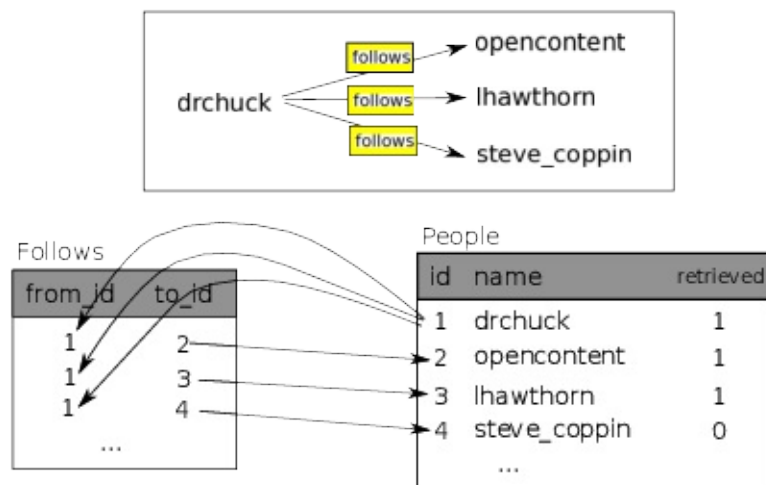 follows opencontent
drchuck follows lhawthorn
follows steve_coppin
Follows
from_id to_id
1 2
1 3
1 4
...
People
id name retrieved
1 drchuck 1
2 opencontent 1
3 lhawthorn 1
4 steve_coppin 0
...